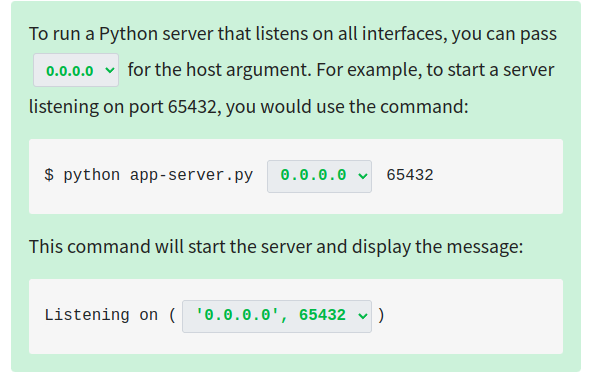 To run a Python server that listens on all interfaces, you can pass
0.0.0.0 for the host argument. For example, to start a server
listening on port 65432, you would use the command:
$ python app-server.py 0.0.0.0 65432
This command will start the server and display the message:
Listening on ( '0.0.0.0', 65432 )